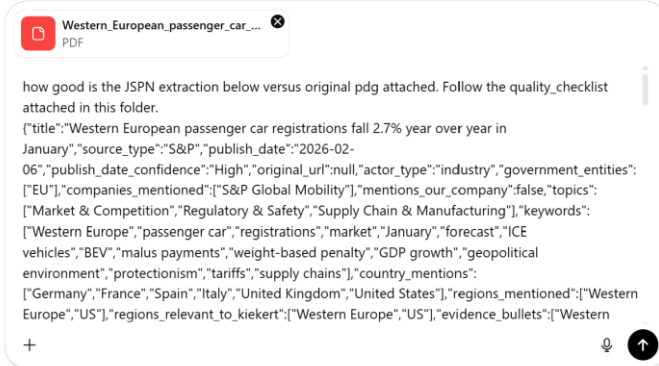 Western_European_passenger_car_...
PDF
how good is the JSPN extraction below versus original pdg attached. Follow the quality_checklist
attached in this folder.
{"title":"Western European passenger car registrations fall 2.7% year over year in
January","source_type":"S&P","publish_date":"2026-02-
06","publish_date_confidence":"High","original_url":null,"actor_type":"industry","government_entities":
["EU"],"companies_mentioned":["S&P Global Mobility"],"mentions_our_company":false,"topics":
["Market & Competition","Regulatory & Safety","Supply Chain & Manufacturing"],"keywords":
["Western Europe","passenger car","registrations","market","January","forecast","ICE
vehicles","BEV","malus payments","weight-based penalty","GDP growth","geopolitical
environment","protectionism","tariffs","supply chains"],"country_mentions":
["Germany","France","Spain","Italy","United Kingdom","United States"],"regions_mentioned":["Western
Europe","US"],"regions_relevant_to_kiekert":["Western Europe","US"],"evidence_bullets":["Western